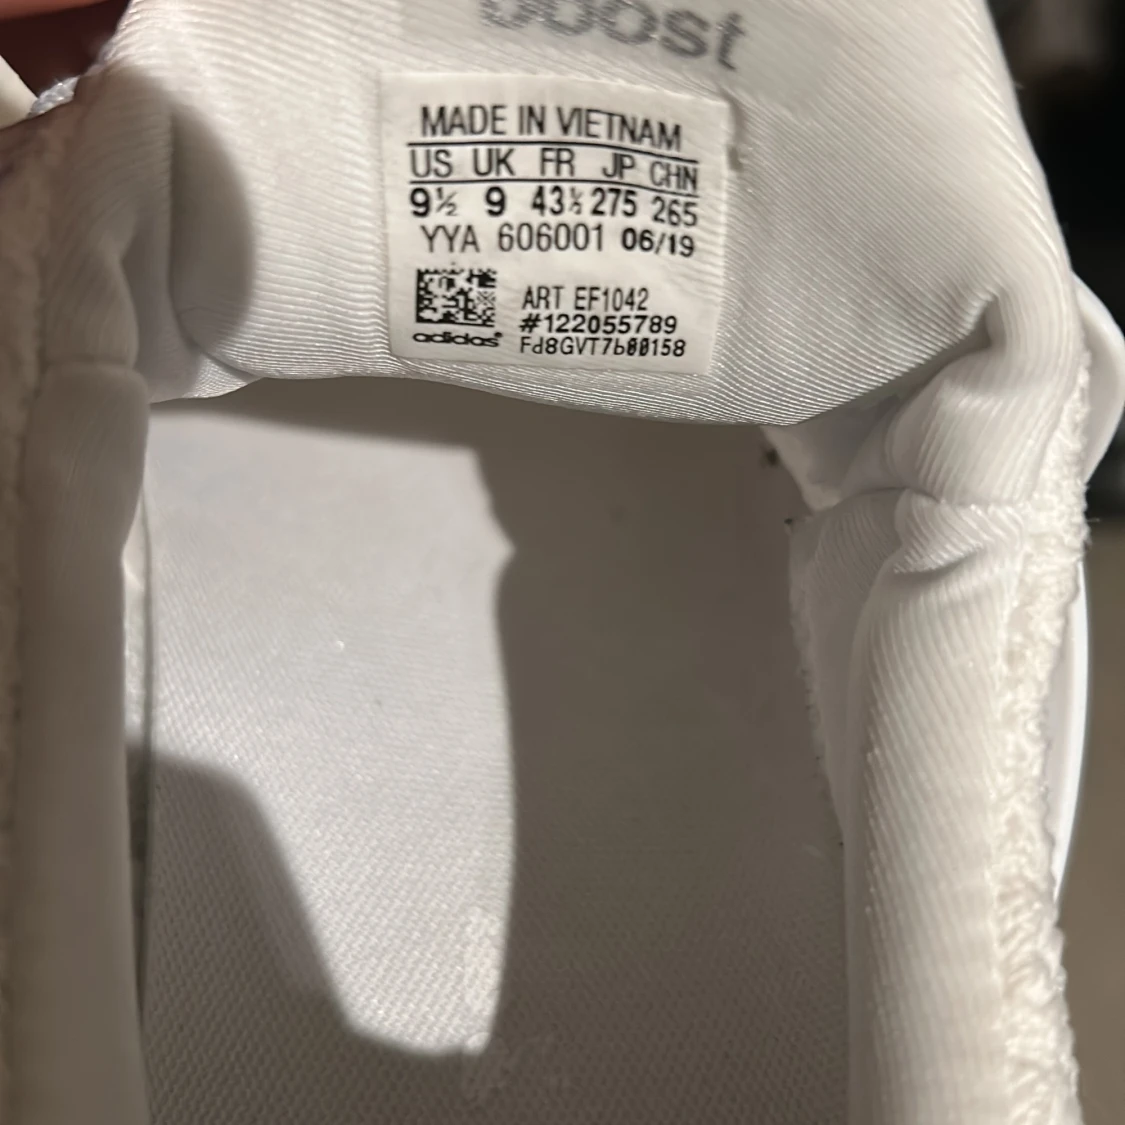 boost
MADE IN VIETNAM
US UK FR JP CHN
9½ 9 43⅓ 275 265
YYA 606001 06/19
ART EF1042
#122055789
adidas
Fd8GVT7b00158